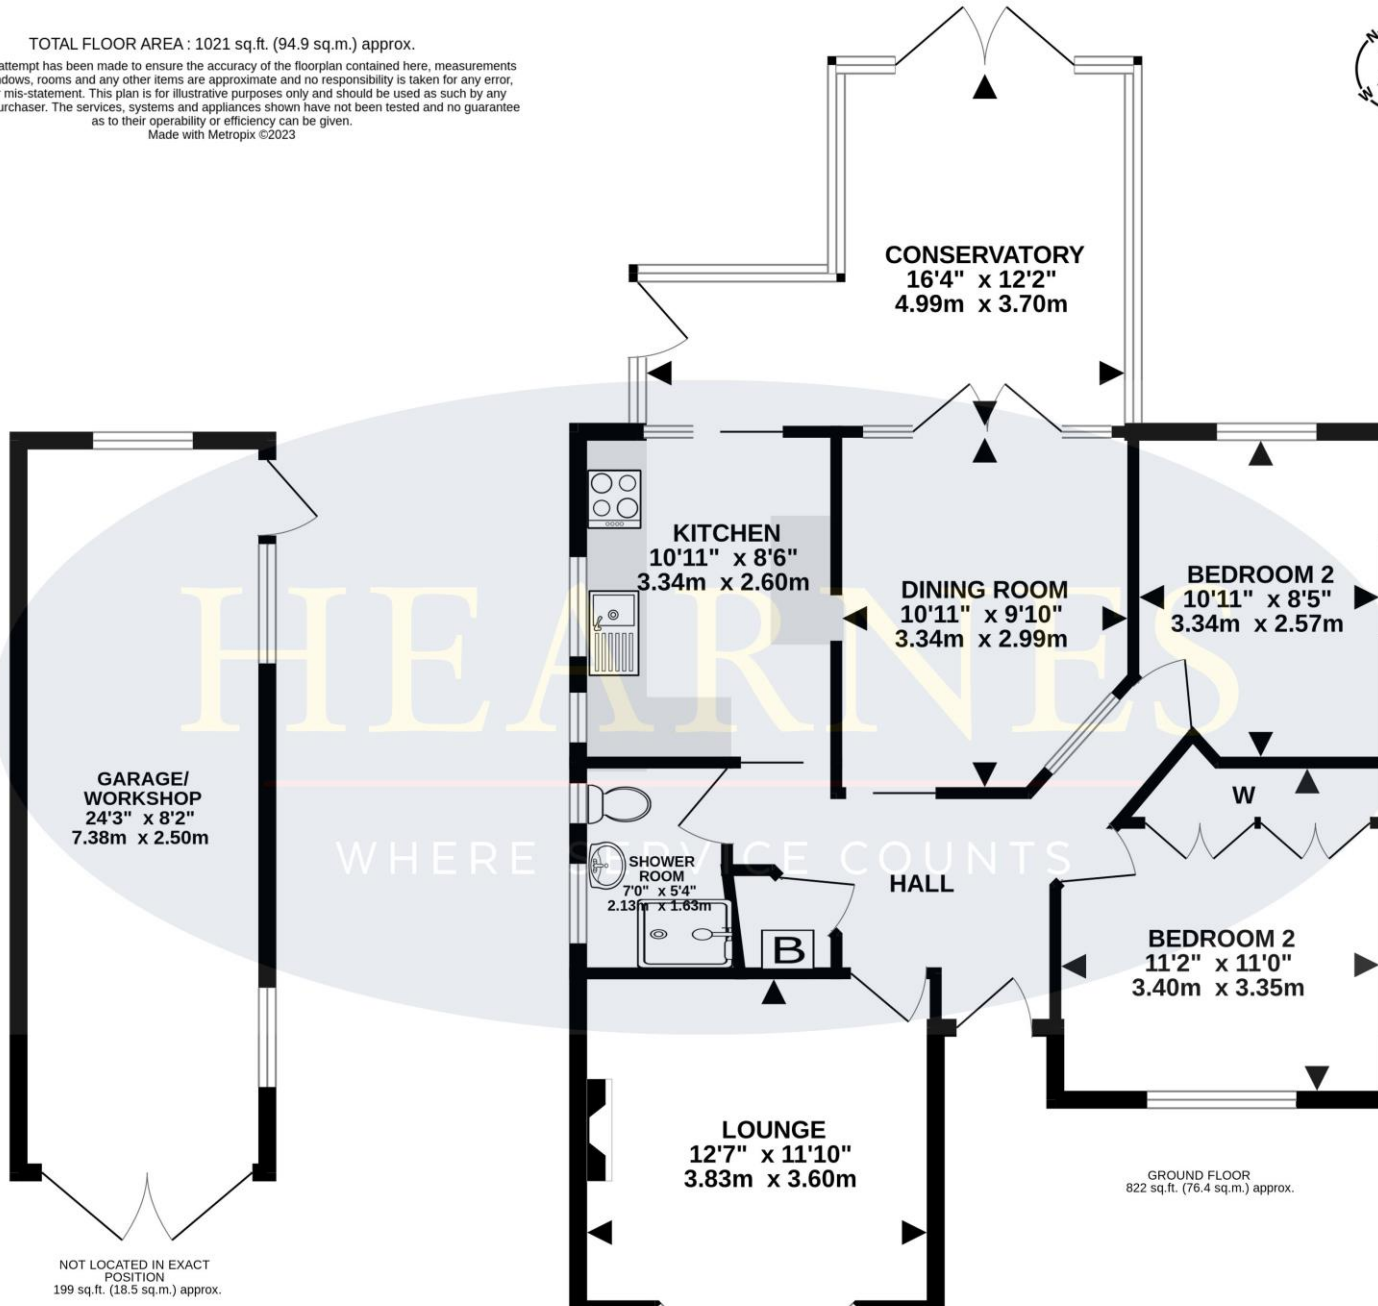 TOTAL FLOOR AREA : 1021 sq.ft. (94.9 sq.m.) approx.
attempt has been made to ensure the accuracy of the floorplan contained here, measurements
rooms and any other items are approximate and no responsibility is taken for any error,
mis-statement. This plan is for illustrative purposes only and should be used as such by any
The services, systems and appliances shown have not been tested and no guarantee
as to their operability or efficiency can be given.
Made with Metropix ©2023
N
W
CONSERVATORY
16'4" x 12'2"
4.99m x 3.70m
KITCHEN
10'11" x 8'6"
3.34m x 2.60m
DINING ROOM
10'11" x 9'10"
3.34m x 2.99m
BEDROOM 2
10'11" x 8'5"
3.34m x 2.57m
HEARNES
WHERE SERVICE COUNTS
GARAGE/
WORKSHOP
24'3" x 8'2"
7.38m x 2.50m
W
SHOWER
ROOM
7'0" x 5'4"
2.13m x 1.63m
HALL
B
BEDROOM 2
11'2" x 11'0"
3.40m x 3.35m
LOUNGE
12'7" x 11'10"
3.83m x 3.60m
GROUND FLOOR
822 sq.ft. (76.4 sq.m.) approx.
NOT LOCATED IN EXACT
POSITION
199 sq.ft. (18.5 sq.m.) approx.